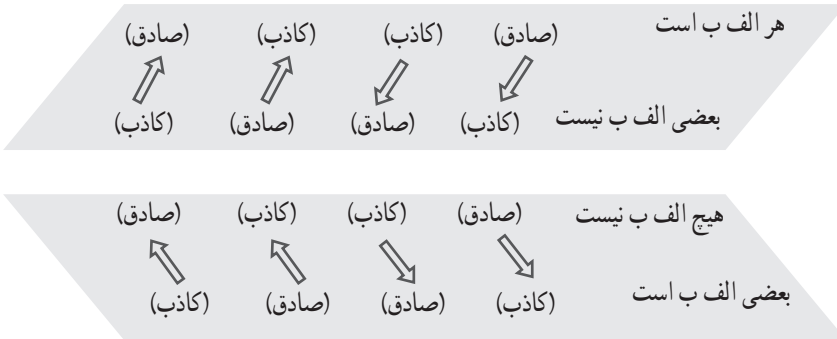 هر الف ب است (صادق) (کاذب) (کاذب) (صادق)
بعضی الف ب نیست (کاذب) (صادق) (صادق) (کاذب)
هیچ الف ب نیست (صادق) (کاذب) (کاذب) (صادق)
بعضی الف ب است (کاذب) (صادق) (صادق) (کاذب)